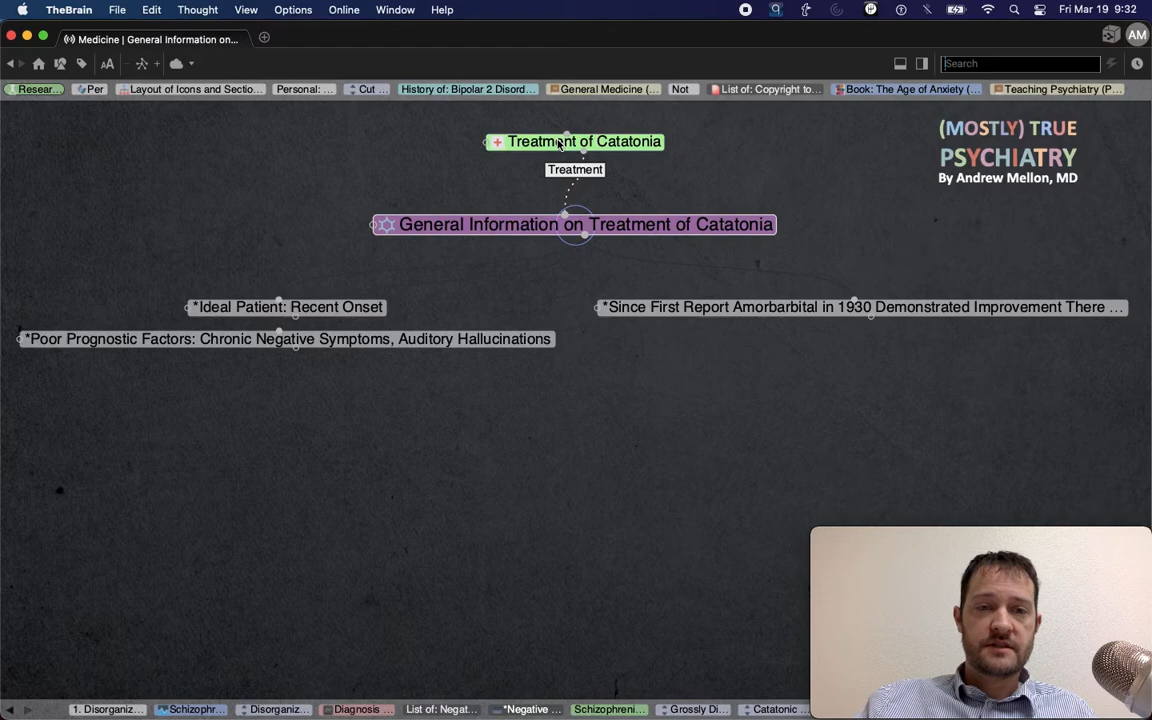 TheBrain File Edit Thought View Options Online Window Help Fri Mar 19 9:32
Medicine | General Information on...
AM
AA Search
Resear... Per Layout of Icons and Sectio... Personal: ... Cut ... History of: Bipolar 2 Disord... General Medicine (... Not List of: Copyright to... Book: The Age of Anxiety (... Teaching Psychiatry (P...
(MOSTLY) TRUE
PSYCHIATRY
By Andrew Mellon, MD
Treatment of Catatonia
Treatment
General Information on Treatment of Catatonia
*Ideal Patient: Recent Onset
*Since First Report Amorbarbital in 1930 Demonstrated Improvement There ...
*Poor Prognostic Factors: Chronic Negative Symptoms, Auditory Hallucinations
1. Disorganiz... Schizophr... Disorganiz... Diagnosis ... List of: Negat... *Negative ... Schizophreni... Grossly Di... Catatonic ...